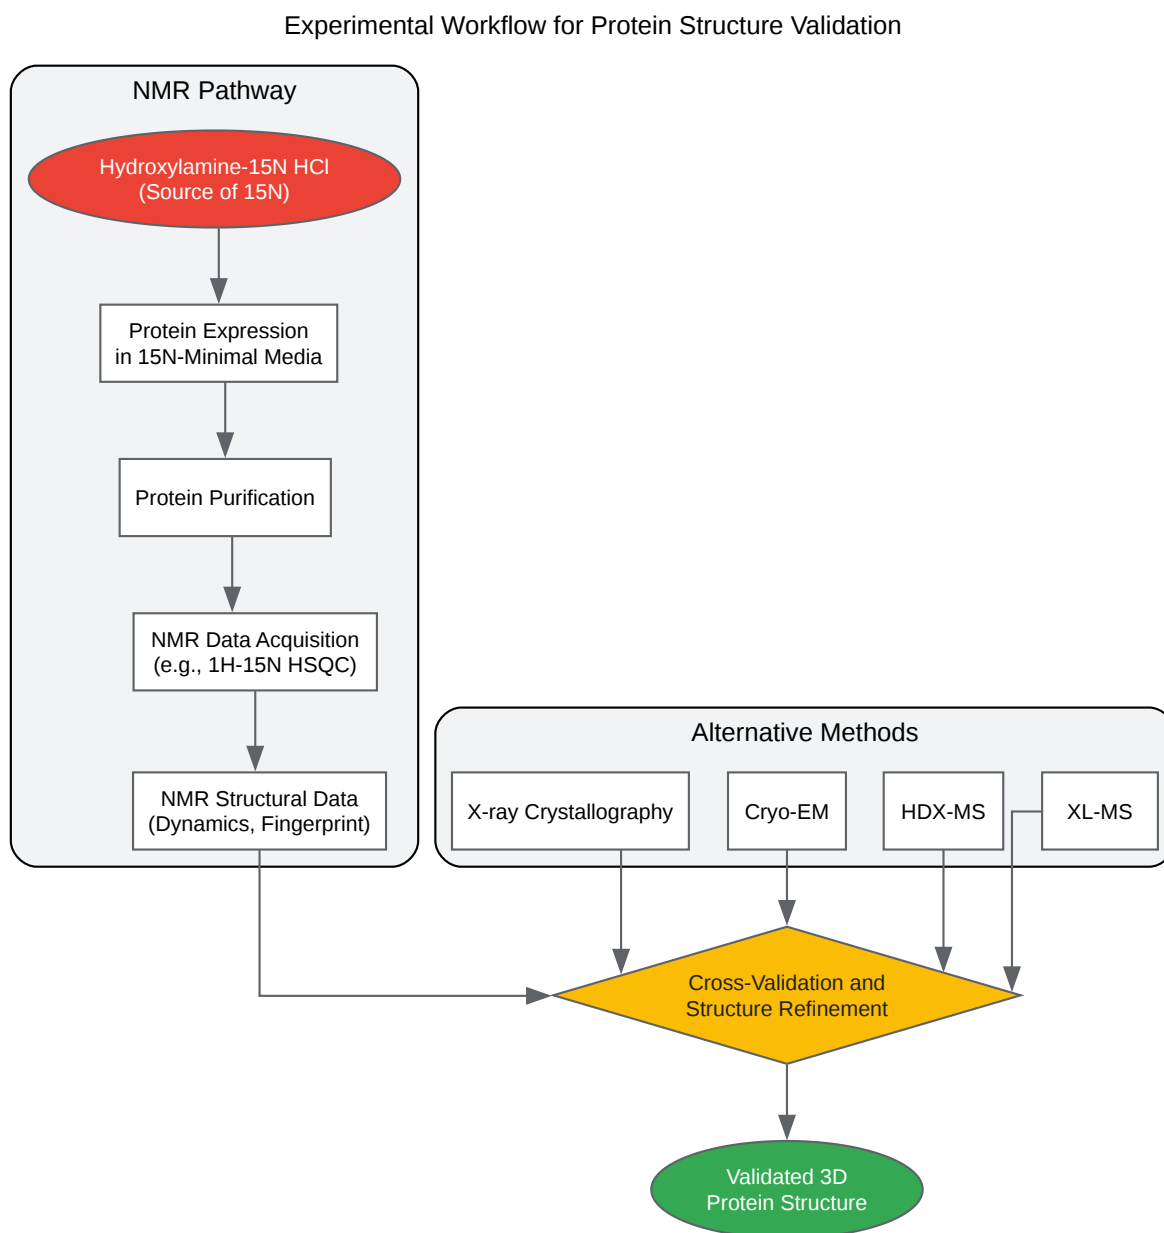 Experimental Workflow for Protein Structure Validation
NMR Pathway
Hydroxylamine-15N HCl
(Source of 15N)
Protein Expression
in 15N-Minimal Media
Protein Purification
NMR Data Acquisition
(e.g., 1H-15N HSQC)
NMR Structural Data
(Dynamics, Fingerprint)
Alternative Methods
X-ray Crystallography
Cryo-EM
HDX-MS
XL-MS
Cross-Validation and
Structure Refinement
Validated 3D
Protein Structure